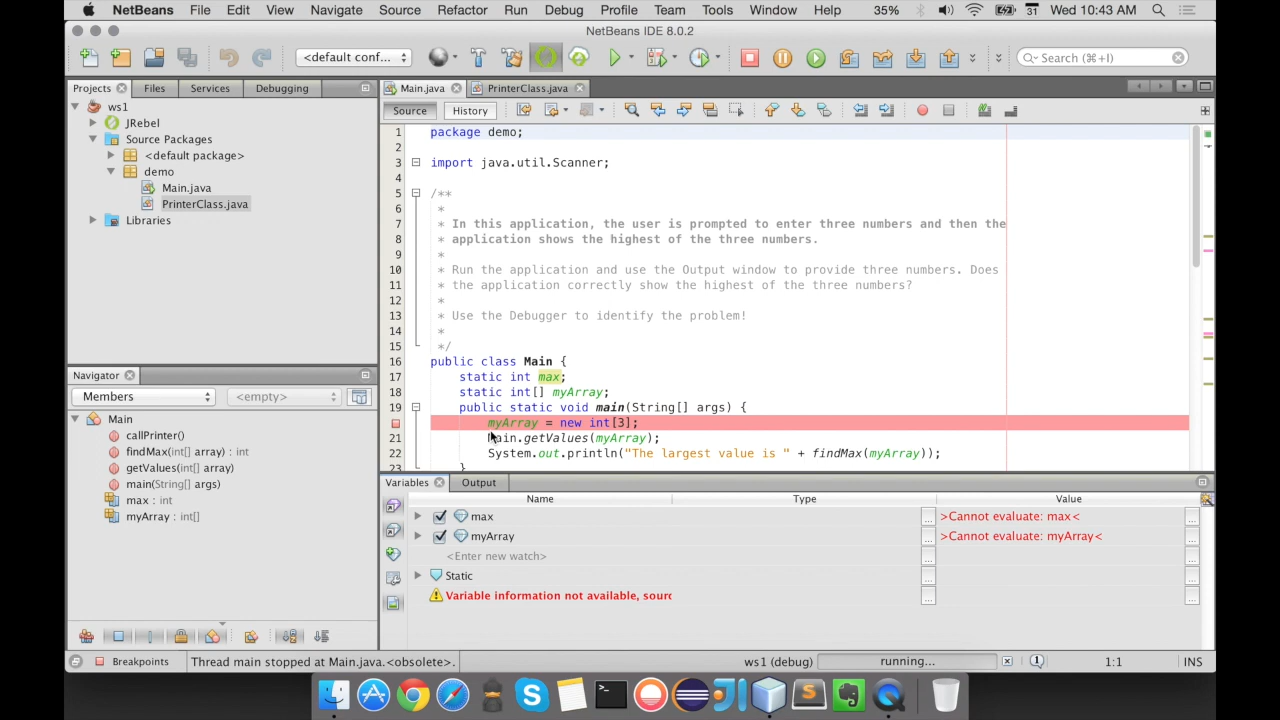 NetBeans File Edit View Navigate Source Refactor Run Debug Profile Team Tools Window Help 35% 31 Wed 10:43 AM
NetBeans IDE 8.0.2
<default conf... Search (⌘+I)
Projects Files Services Debugging
Main.java PrinterClass.java
Source History
ws1
JRebel
Source Packages
<default package>
demo
Main.java
PrinterClass.java
Libraries
1 package demo;
2
3 import java.util.Scanner;
4
5 /**
6 *
7 * In this application, the user is prompted to enter three numbers and then the
8 * application shows the highest of the three numbers.
9 *
10 * Run the application and use the Output window to provide three numbers. Does
11 * the application correctly show the highest of the three numbers?
12 *
13 * Use the Debugger to identify the problem!
14 *
15 */
16 public class Main {
17 static int max;
18 static int[] myArray;
19 public static void main(String[] args) {
myArray = new int[3];
21 Main.getValues(myArray);
22 System.out.println("The largest value is " + findMax(myArray));
23 }
Navigator
Members <empty>
Main
callPrinter()
findMax(int[] array) : int
getValues(int[] array)
main(String[] args)
max : int
myArray : int[]
Variables Output
Name Type Value
max ... >Cannot evaluate: max< ...
myArray ... >Cannot evaluate: myArray< ...
<Enter new watch> ... ...
Static ... ...
Variable information not available, sourc ... ...
Breakpoints Thread main stopped at Main.java.<obsolete>. ws1 (debug) running... 1:1 INS